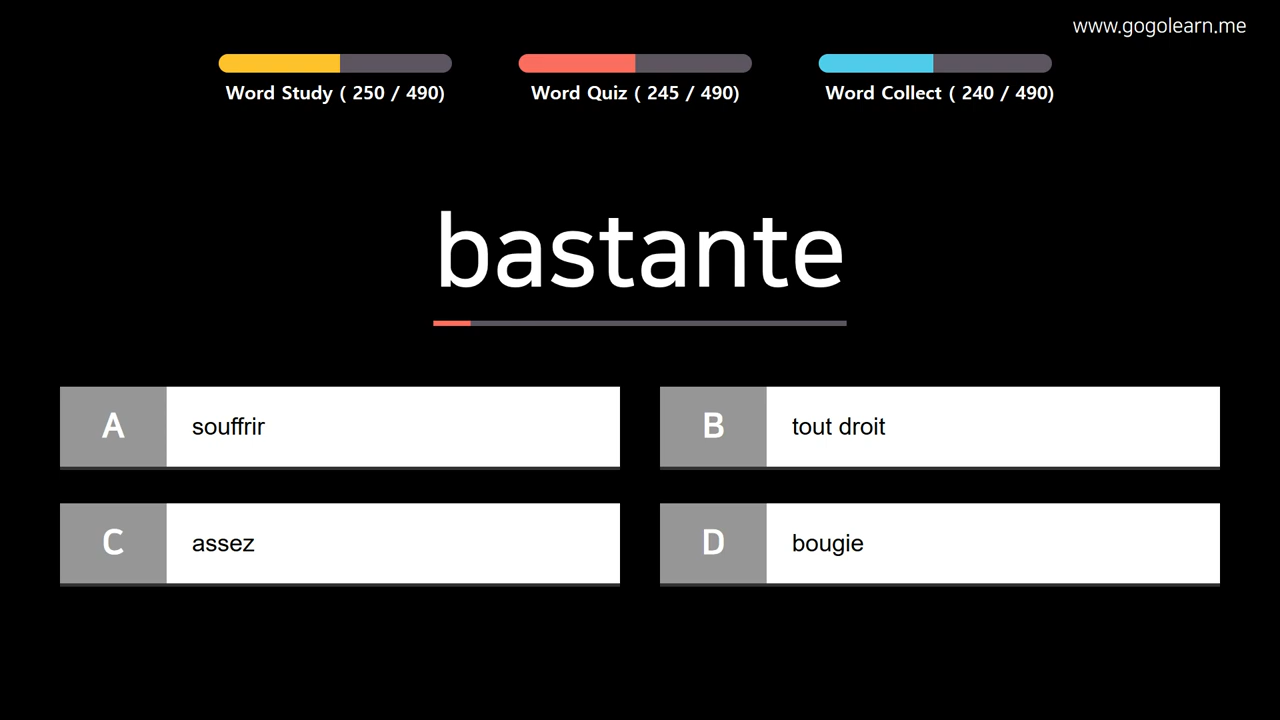 www.gogolearn.me
Word Study ( 250 / 490)
Word Quiz ( 245 / 490)
Word Collect ( 240 / 490)
bastante
A souffrir
B tout droit
C assez
D bougie